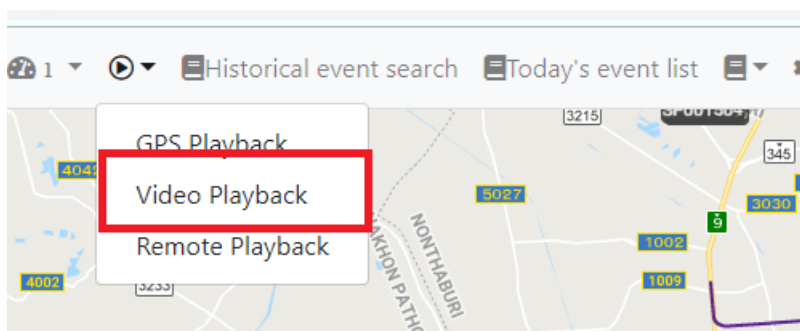 1 Historical event search Today's event list
GPS Playback
Video Playback
Remote Playback
3215
SP001504
345
4042
5027
3030
9
NONTHABURI
1002
4002
3233
1009